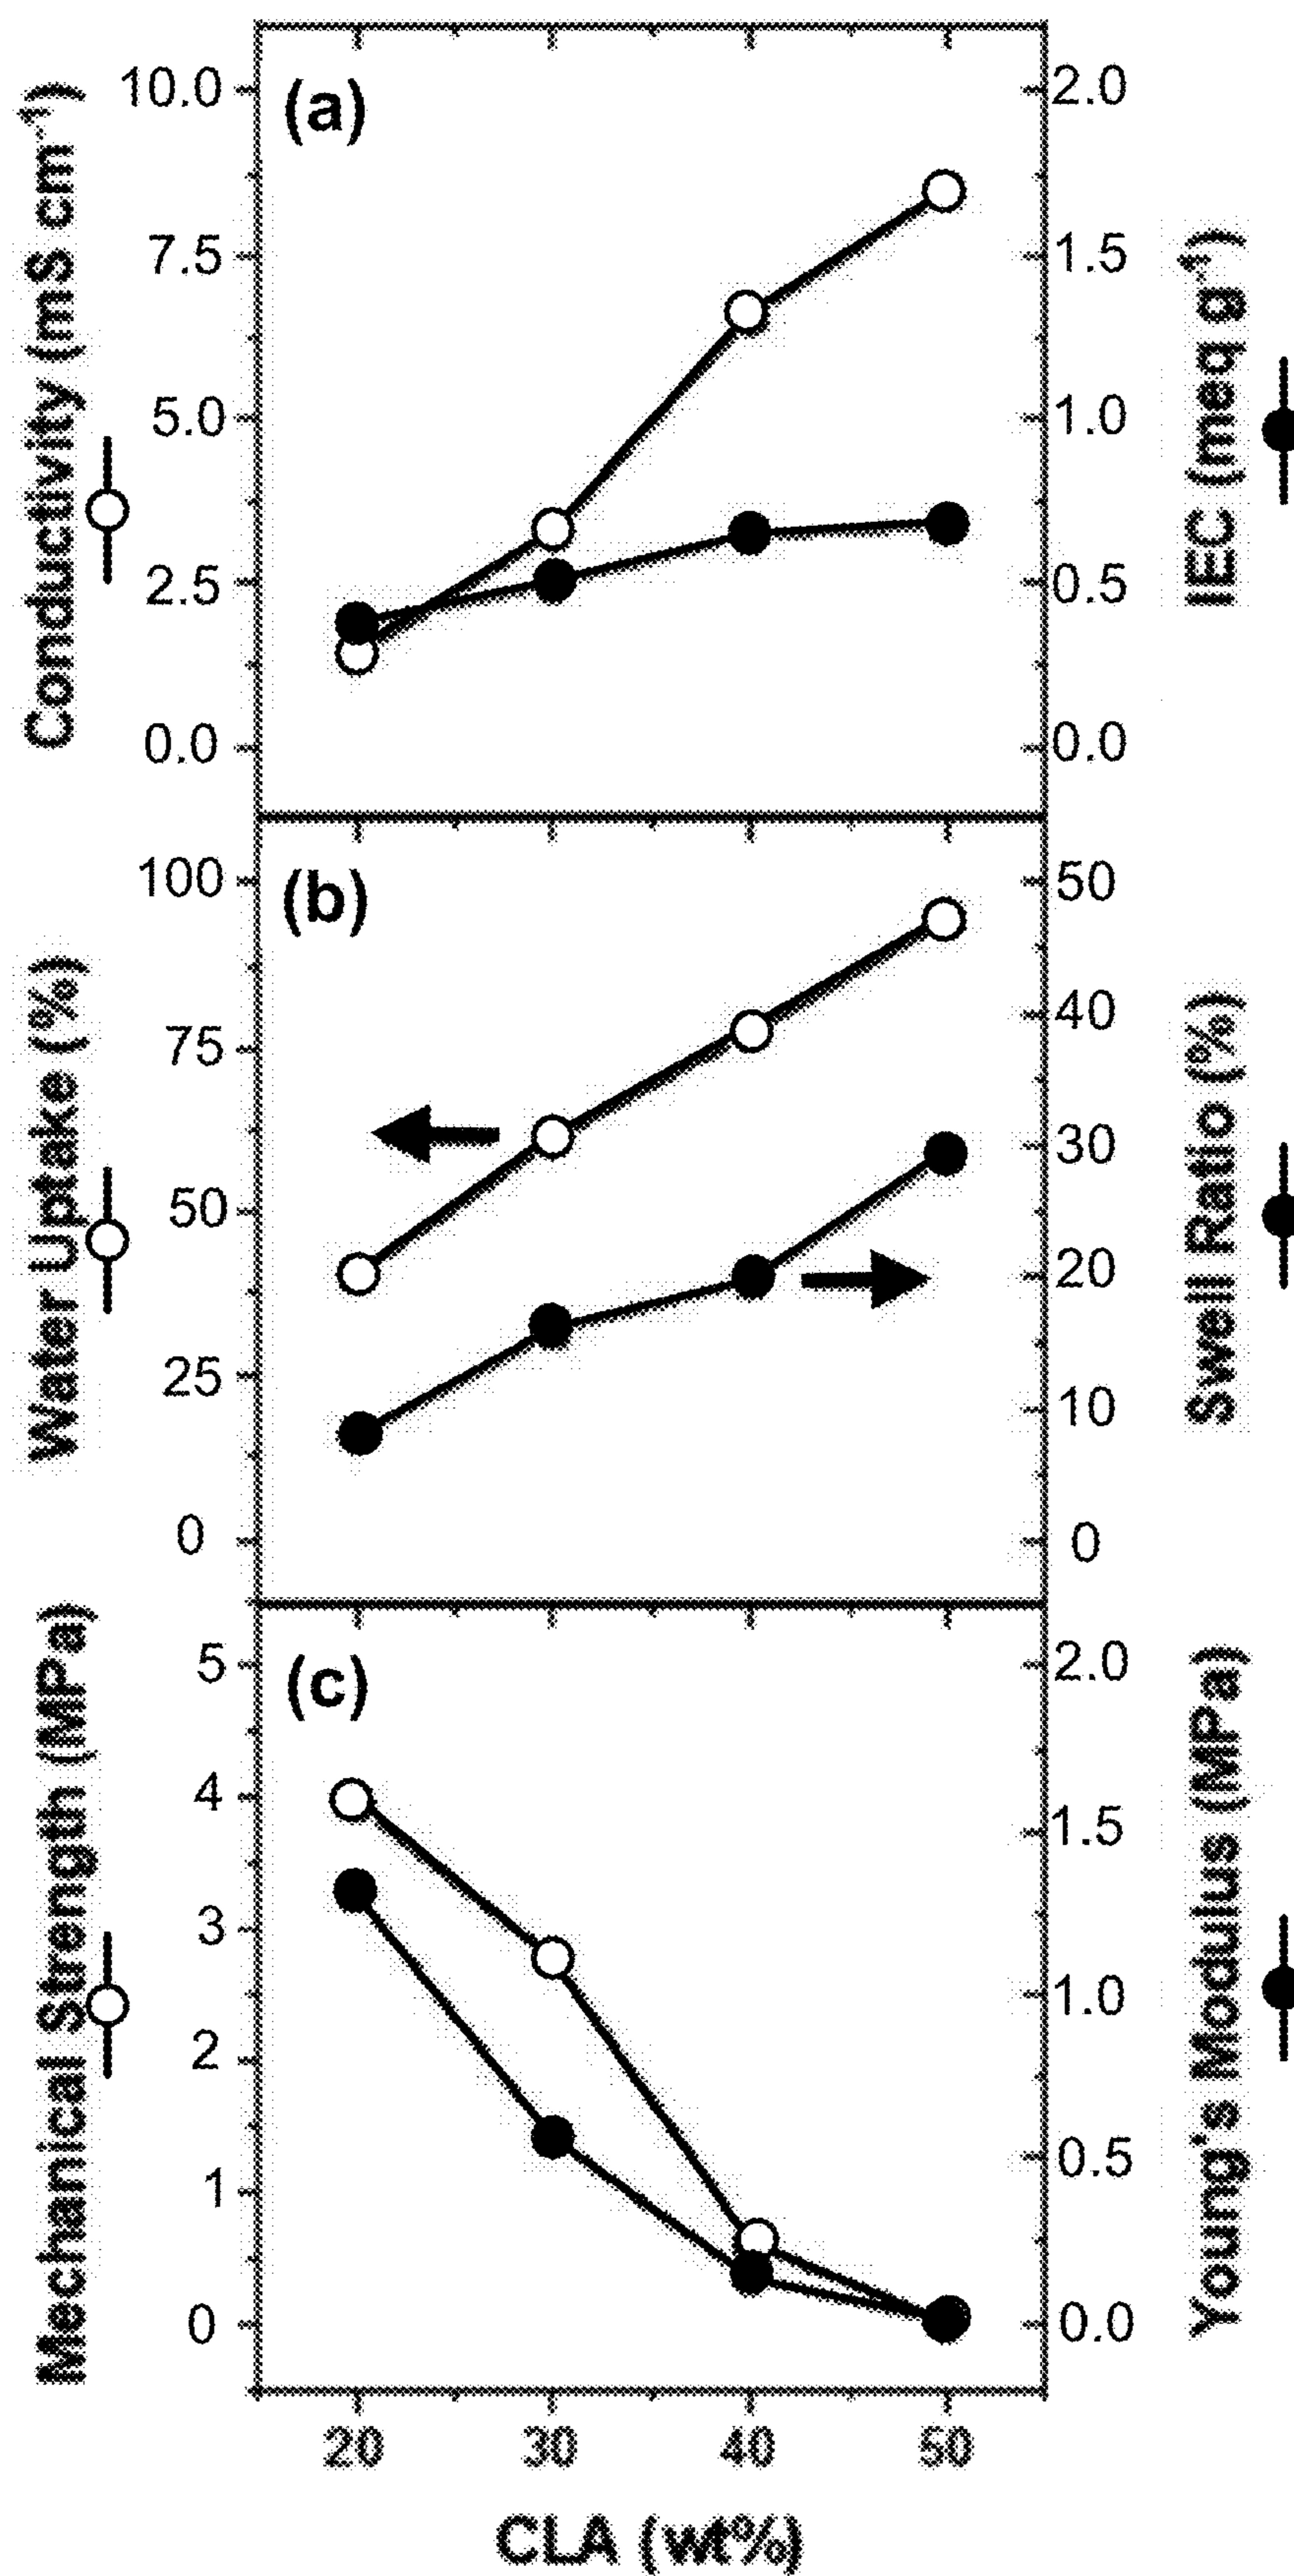 (a)
Conductivity (mS cm-1)
10.0
7.5
5.0
2.5
0.0
2.0
1.5
1.0
0.5
0.0
IEC (meq g-1)
(b)
Water Uptake (%)
100
75
50
25
0
50
40
30
20
10
0
Swell Ratio (%)
(c)
Mechanical Strength (MPa)
5
4
3
2
1
0
2.0
1.5
1.0
0.5
0.0
Young's Modulus (MPa)
20 30 40 50
CLA (wt%)